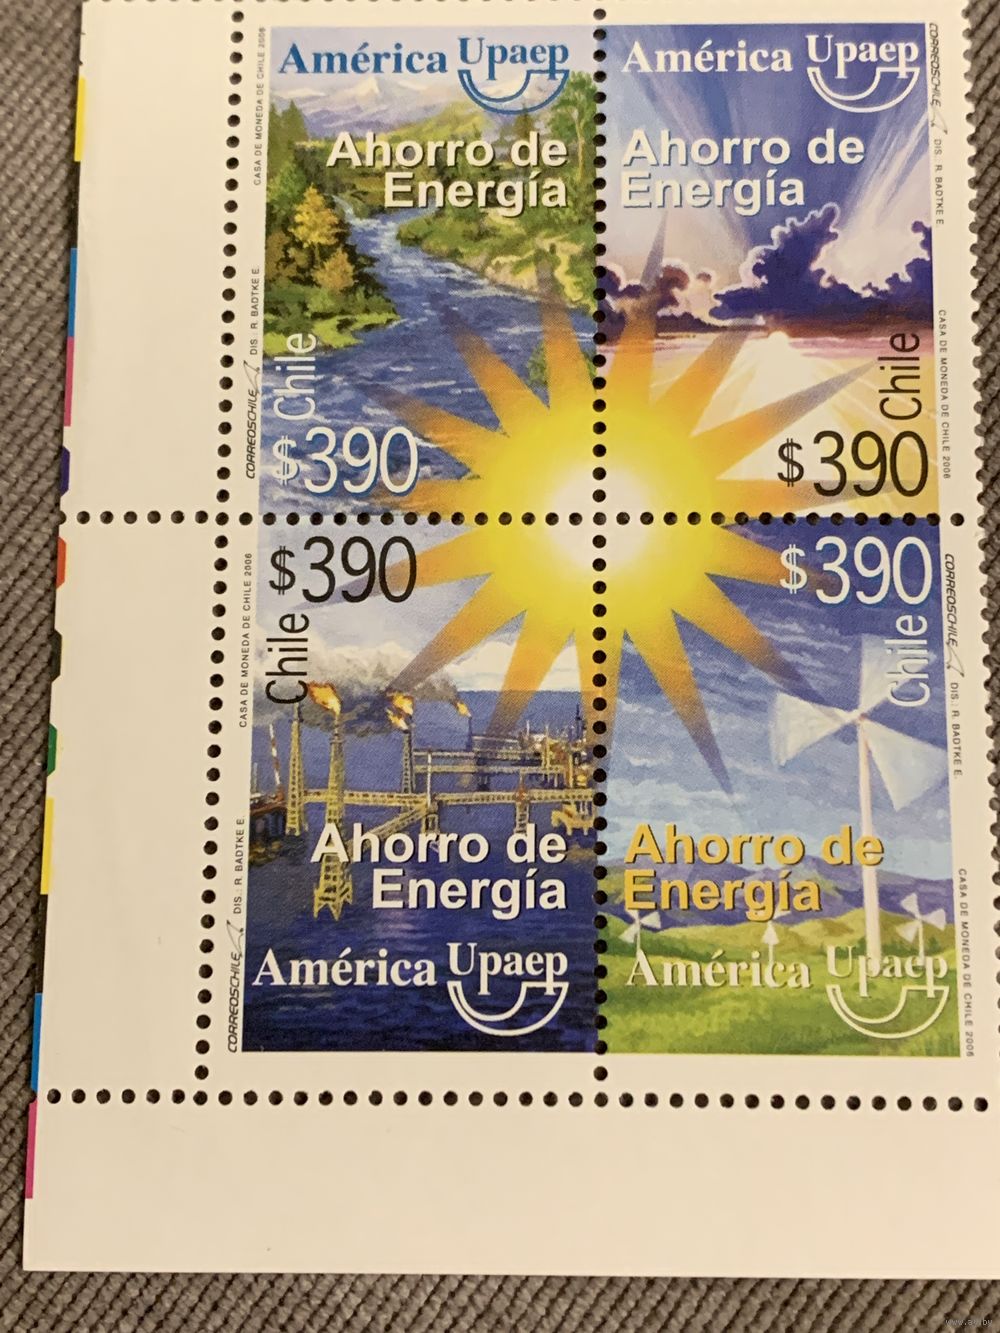 América Upaep
Ahorro de
Energía
Chile
$390
CASA DE MONEDA DE CHILE 2006
DIS.: R. BADTKE E.
CORREOSCHILE
América Upaep
Ahorro de
Energía
Chile
$390
CORREOSCHILE
DIS.: R. BADTKE E.
CASA DE MONEDA DE CHILE 2006
$390
Chile
Ahorro de
Energía
América Upaep
CASA DE MONEDA DE CHILE 2006
DIS.: R. BADTKE E.
CORREOSCHILE
$390
Chile
Ahorro de
Energía
América Upaep
CORREOSCHILE
DIS.: R. BADTKE E.
CASA DE MONEDA DE CHILE 2006